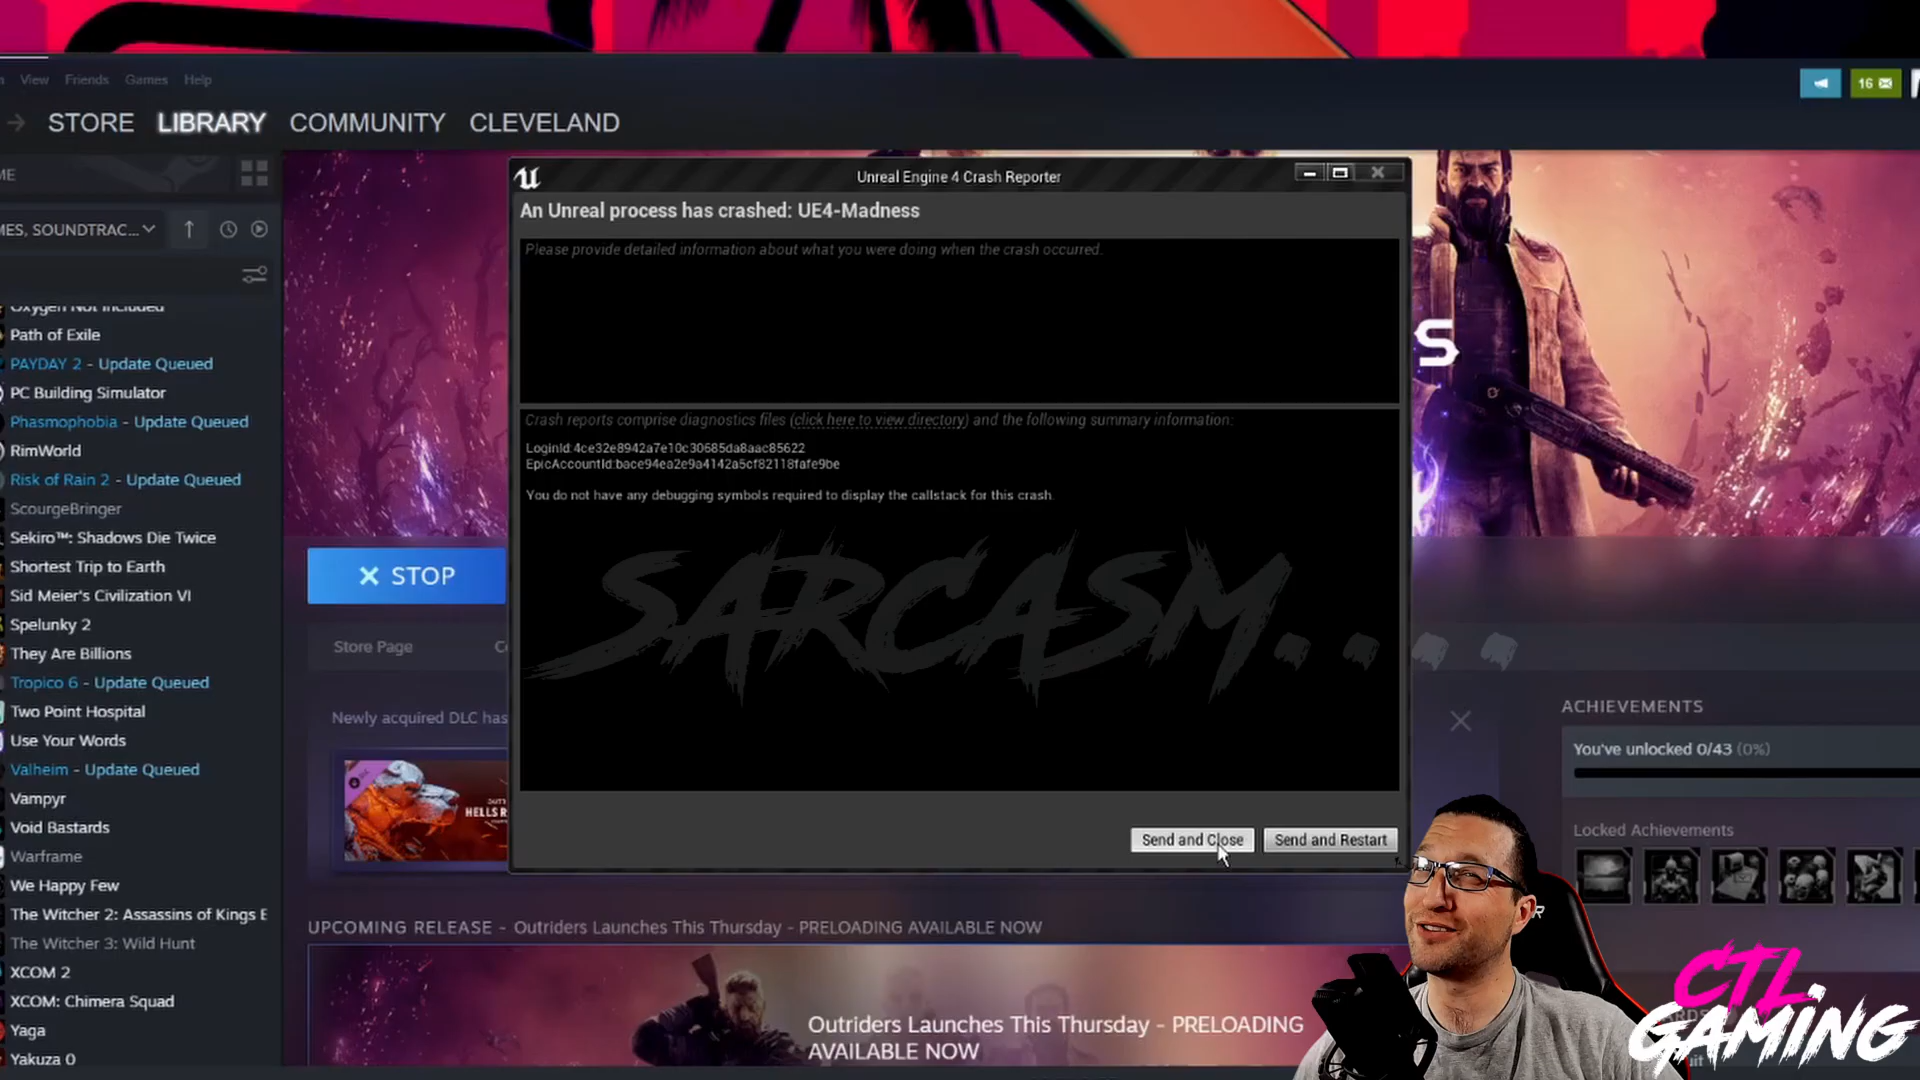 View Friends Games Help
16
STORE LIBRARY COMMUNITY CLEVELAND
ME
MES, SOUNDTRAC...
Oxygen Not Included
Path of Exile
PAYDAY 2 - Update Queued
PC Building Simulator
Phasmophobia - Update Queued
RimWorld
Risk of Rain 2 - Update Queued
ScourgeBringer
Sekiro™: Shadows Die Twice
Shortest Trip to Earth
Sid Meier's Civilization VI
Spelunky 2
They Are Billions
Tropico 6 - Update Queued
Two Point Hospital
Use Your Words
Valheim - Update Queued
Vampyr
Void Bastards
Warframe
We Happy Few
The Witcher 2: Assassins of Kings E
The Witcher 3: Wild Hunt
XCOM 2
XCOM: Chimera Squad
Yaga
Yakuza 0
Unreal Engine 4 Crash Reporter
An Unreal process has crashed: UE4-Madness
Please provide detailed information about what you were doing when the crash occurred.
Crash reports comprise diagnostics files (click here to view directory) and the following summary information:
LoginId:4ce32e8942a7e10c30685da8aac85622
EpicAccountId:bace94ea2e9a4142a5cf82118fafe9be
You do not have any debugging symbols required to display the callstack for this crash.
SARCASM.....
Send and Close Send and Restart
S
STOP
Store Page
Newly acquired DLC has
HELLS R
ACHIEVEMENTS
You've unlocked 0/43 (0%)
Locked Achievements
UPCOMING RELEASE - Outriders Launches This Thursday - PRELOADING AVAILABLE NOW
Outriders Launches This Thursday - PRELOADING
AVAILABLE NOW
CTL
GAMING